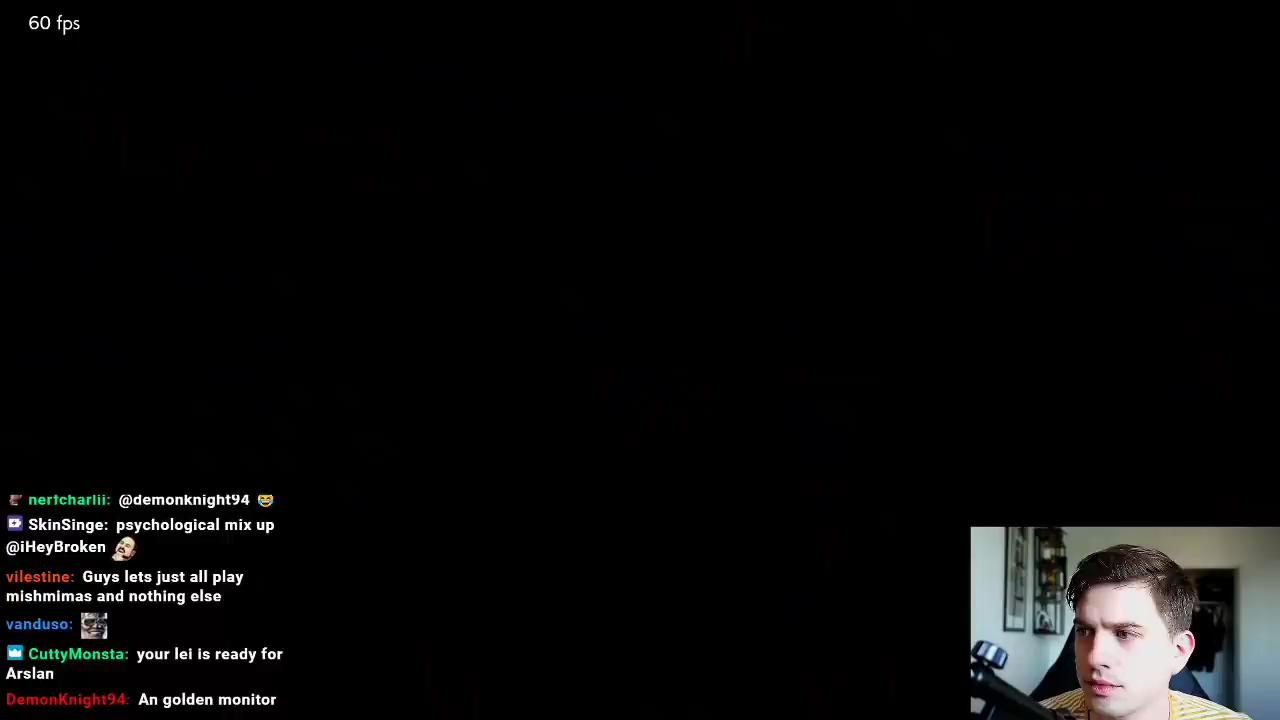 60 fps
nerfcharlii: @demonknight94 😂
SkinSinge: psychological mix up
@iHeyBroken
vilestine: Guys lets just all play
mishmimas and nothing else
vanduso:
CuttyMonsta: your lei is ready for
Arslan
DemonKnight94: An golden monitor